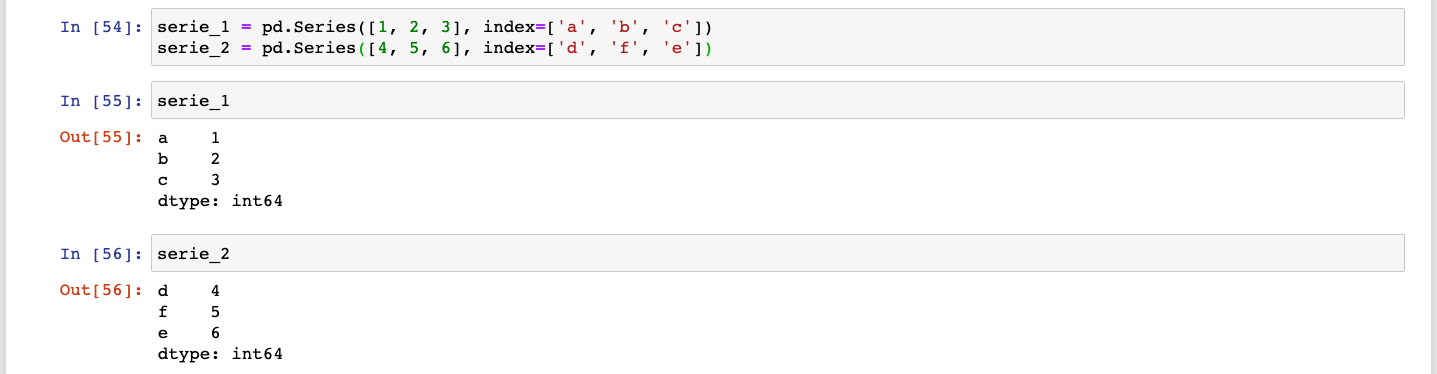 In [54]: serie_1 = pd.Series([1, 2, 3], index=['a', 'b', 'c'])
serie_2 = pd.Series([4, 5, 6], index=['d', 'f', 'e'])
In [55]: serie_1
Out[55]: a    1
b    2
c    3
dtype: int64
In [56]: serie_2
Out[56]: d    4
f    5
e    6
dtype: int64